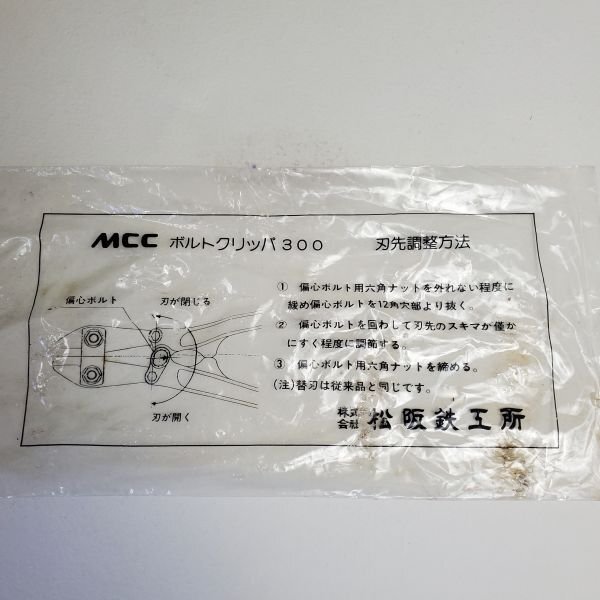 MCC ボルトクリッパ300 刃先調整方法
偏心ボルト 刃が閉じる
刃が開く
① 偏心ボルト用六角ナットを外れない程度に
緩め偏心ボルトを12角穴部より抜く。
② 偏心ボルトを回わして刃先のスキマが僅か
にすく程度に調節する。
③ 偏心ボルト用六角ナットを締める。
(注)替刃は従来品と同じです。
株式会社 松阪鉄工所